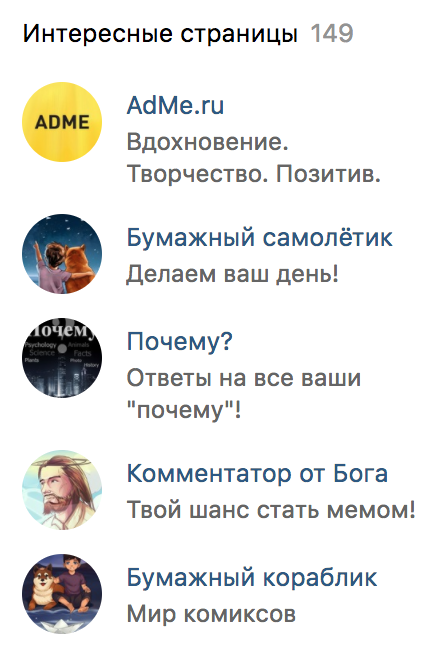 Интересные страницы 149
ADME
AdMe.ru
Вдохновение.
Творчество. Позитив.
Бумажный самолётик
Делаем ваш день!
Почему
Psychology Animals
Science Facts
Plants Photo
History
Почему?
Ответы на все ваши
"почему"!
Комментатор от Бога
Твой шанс стать мемом!
Бумажный кораблик
Мир комиксов